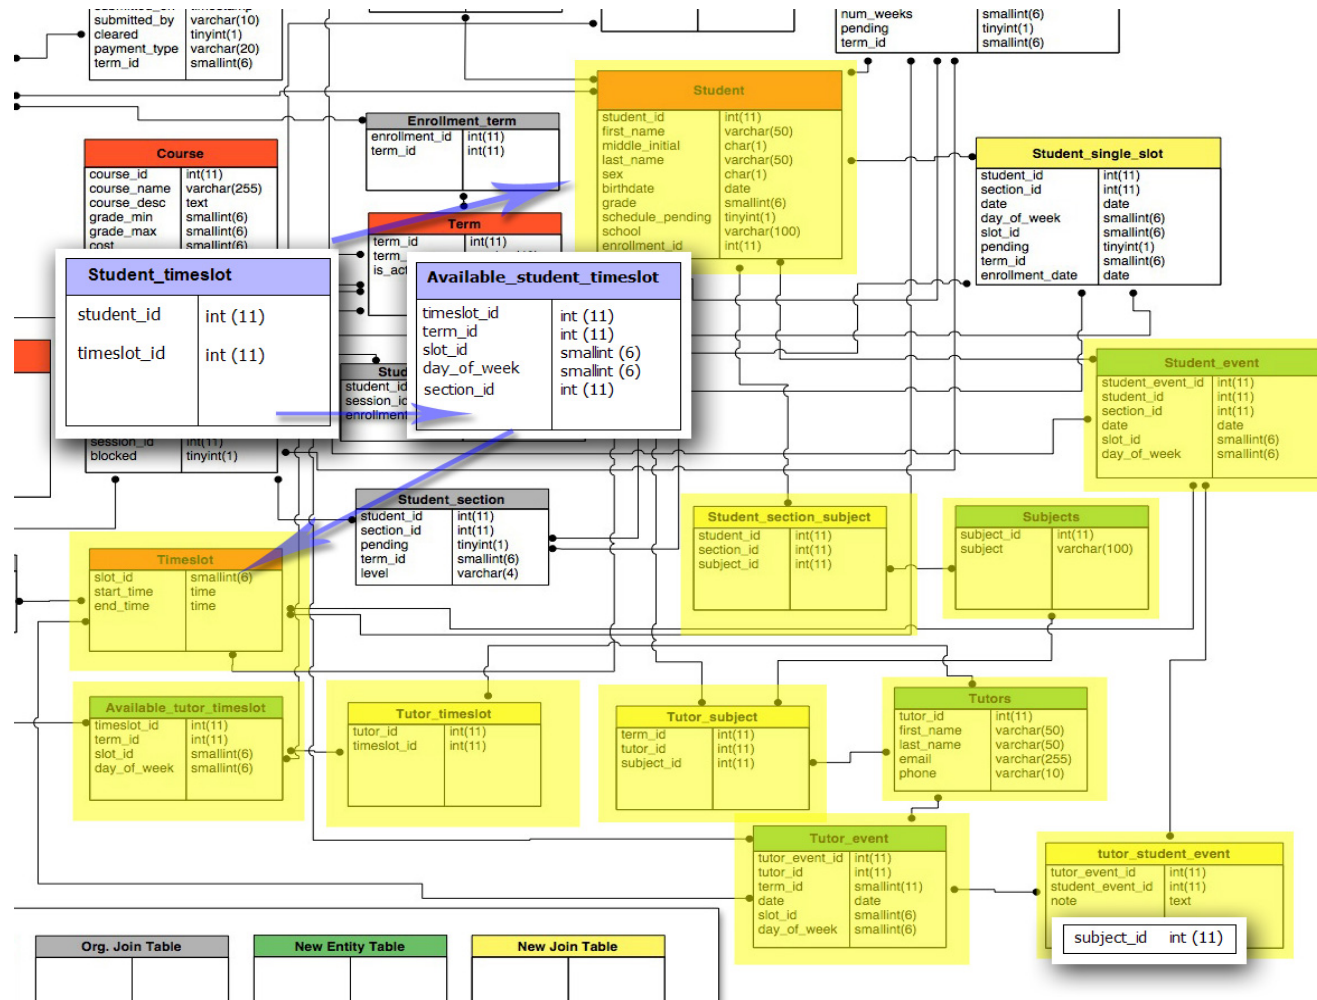 submitted_by varchar(10)
cleared tinyint(1)
payment_type varchar(20)
term_id smallint(6)
num_weeks smallint(6)
pending tinyint(1)
term_id smallint(6)
Student
student_id int(11)
first_name varchar(50)
middle_initial char(1)
last_name varchar(50)
sex char(1)
birthdate date
grade smallint(6)
schedule_pending tinyint(1)
school varchar(100)
enrollment_id int(11)
Enrollment_term
enrollment_id int(11)
term_id int(11)
Course
course_id int(11)
course_name varchar(255)
course_desc text
grade_min smallint(6)
grade_max smallint(6)
cost smallint(6)
Student_single_slot
student_id int(11)
section_id int(11)
date date
day_of_week smallint(6)
slot_id smallint(6)
pending tinyint(1)
term_id smallint(6)
enrollment_date date
Term
term_id int(11)
Student_timeslot
student_id int (11)
timeslot_id int (11)
Available_student_timeslot
timeslot_id int (11)
term_id int (11)
slot_id smallint (6)
day_of_week smallint (6)
section_id int (11)
student_id
session_id int(11)
blocked tinyint(1)
Student_event
student_event_id int(11)
student_id int(11)
section_id int(11)
date date
slot_id smallint(6)
day_of_week smallint(6)
Student_section
student_id int(11)
section_id int(11)
pending tinyint(1)
term_id smallint(6)
level varchar(4)
Student_section_subject
student_id int(11)
section_id int(11)
subject_id int(11)
Subjects
subject_id int(11)
subject varchar(100)
Timeslot
slot_id smallint(6)
start_time time
end_time time
Available_tutor_timeslot
timeslot_id int(11)
term_id int(11)
slot_id smallint(6)
day_of_week smallint(6)
Tutor_timeslot
tutor_id int(11)
timeslot_id int(11)
Tutor_subject
term_id int(11)
tutor_id int(11)
subject_id int(11)
Tutors
tutor_id int(11)
first_name varchar(50)
last_name varchar(50)
email varchar(255)
phone varchar(10)
Tutor_event
tutor_event_id int(11)
tutor_id int(11)
term_id smallint(11)
date date
slot_id smallint(6)
day_of_week smallint(6)
tutor_student_event
tutor_event_id int(11)
student_event_id int(11)
note text
subject_id int (11)
Org. Join Table
New Entity Table
New Join Table